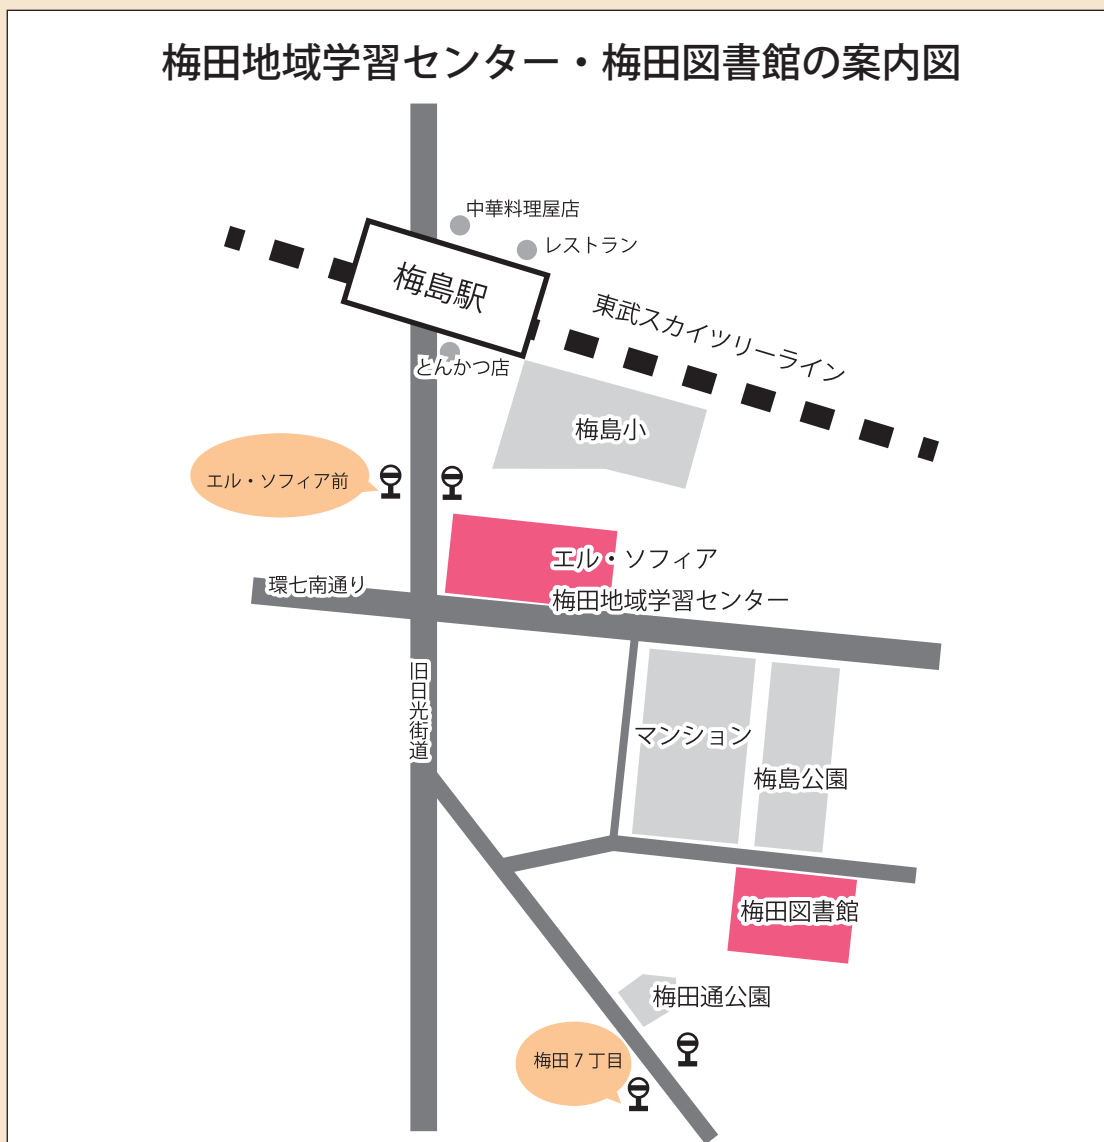 梅田地域学習センター・梅田図書館の案内図
中華料理屋店
レストラン
梅島駅
東武スカイツリーライン
とんかつ店
梅島小
エル・ソフィア前
エル・ソフィア
環七南通り
梅田地域学習センター
旧日光街道
マンション
梅島公園
梅田図書館
梅田通公園
梅田７丁目